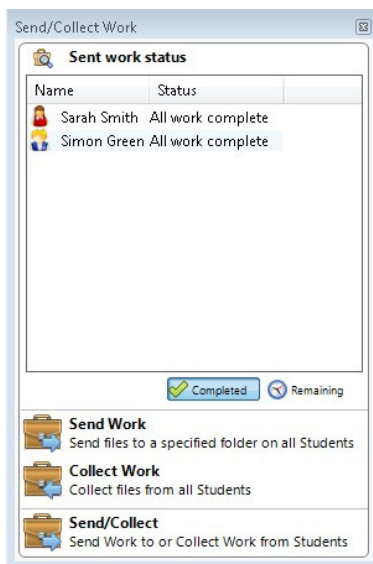 Send/Collect Work
Sent work status
Name Status
Sarah Smith All work complete
Simon Green All work complete
Completed Remaining
Send Work
Send files to a specified folder on all Students
Collect Work
Collect files from all Students
Send/Collect
Send Work to or Collect Work from Students